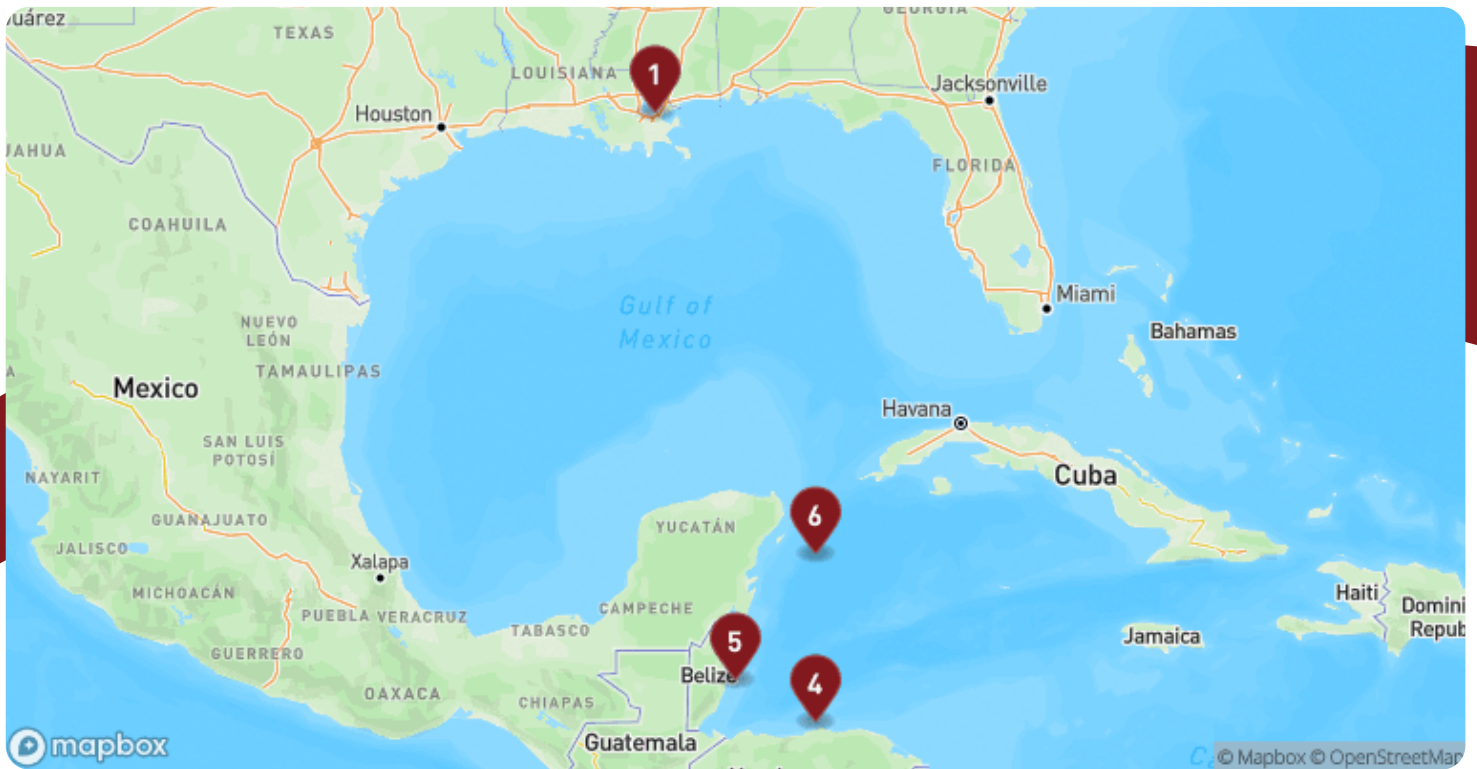 uárez
TEXAS
LOUISIANA
1
GEORGIA
Jacksonville
Houston
AHUA
FLORIDA
COAHUILA
Miami
Gulf of
Mexico
Bahamas
NUEVO
LEÓN
TAMAULIPAS
Mexico
Havana
SAN LUIS
POTOSÍ
Cuba
NAYARIT
GUANAJUATO
YUCATÁN
6
JALISCO
Xalapa
MICHOACÁN
PUEBLA VERACRUZ
CAMPECHE
TABASCO
Haiti
Domini
Repub
Jamaica
GUERRERO
5
Belize
4
OAXACA
CHIAPAS
Guatemala
mapbox
© Mapbox © OpenStreetMap